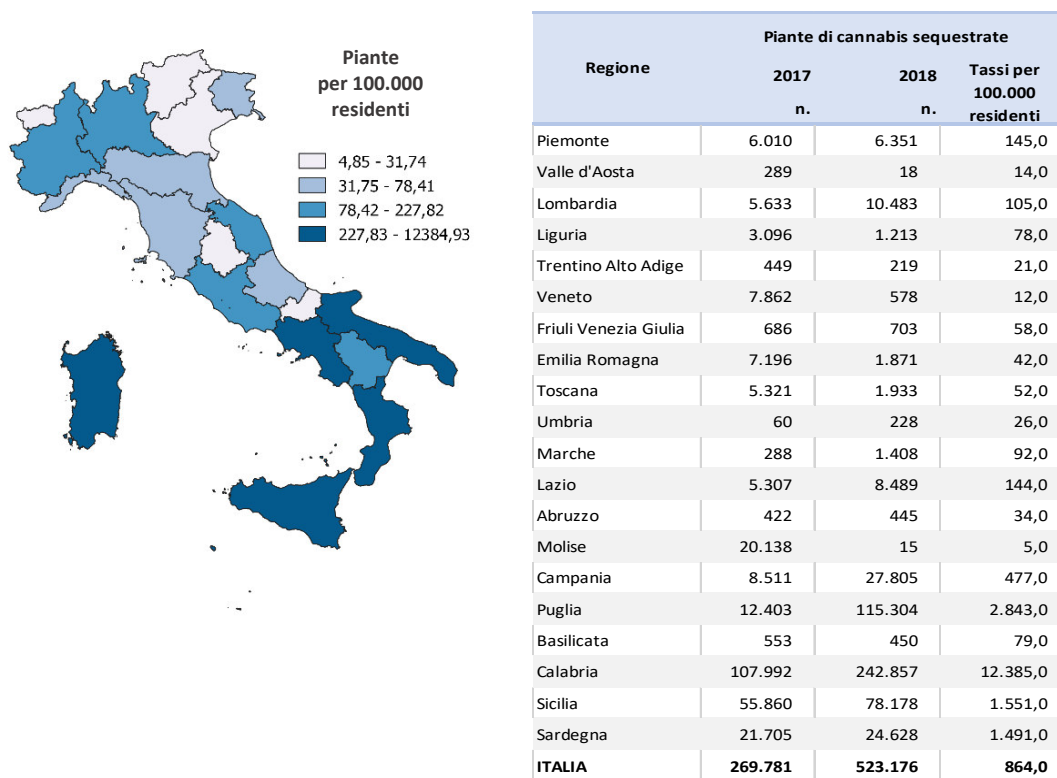 Piante
per 100.000
residenti
4,85 - 31,74
31,75 - 78,41
78,42 - 227,82
227,83 - 12384,93
Piante di cannabis sequestrate
Regione 2017 2018 Tassi per 100.000 residenti
n. n.
Piemonte 6.010 6.351 145,0
Valle d'Aosta 289 18 14,0
Lombardia 5.633 10.483 105,0
Liguria 3.096 1.213 78,0
Trentino Alto Adige 449 219 21,0
Veneto 7.862 578 12,0
Friuli Venezia Giulia 686 703 58,0
Emilia Romagna 7.196 1.871 42,0
Toscana 5.321 1.933 52,0
Umbria 60 228 26,0
Marche 288 1.408 92,0
Lazio 5.307 8.489 144,0
Abruzzo 422 445 34,0
Molise 20.138 15 5,0
Campania 8.511 27.805 477,0
Puglia 12.403 115.304 2.843,0
Basilicata 553 450 79,0
Calabria 107.992 242.857 12.385,0
Sicilia 55.860 78.178 1.551,0
Sardegna 21.705 24.628 1.491,0
ITALIA 269.781 523.176 864,0